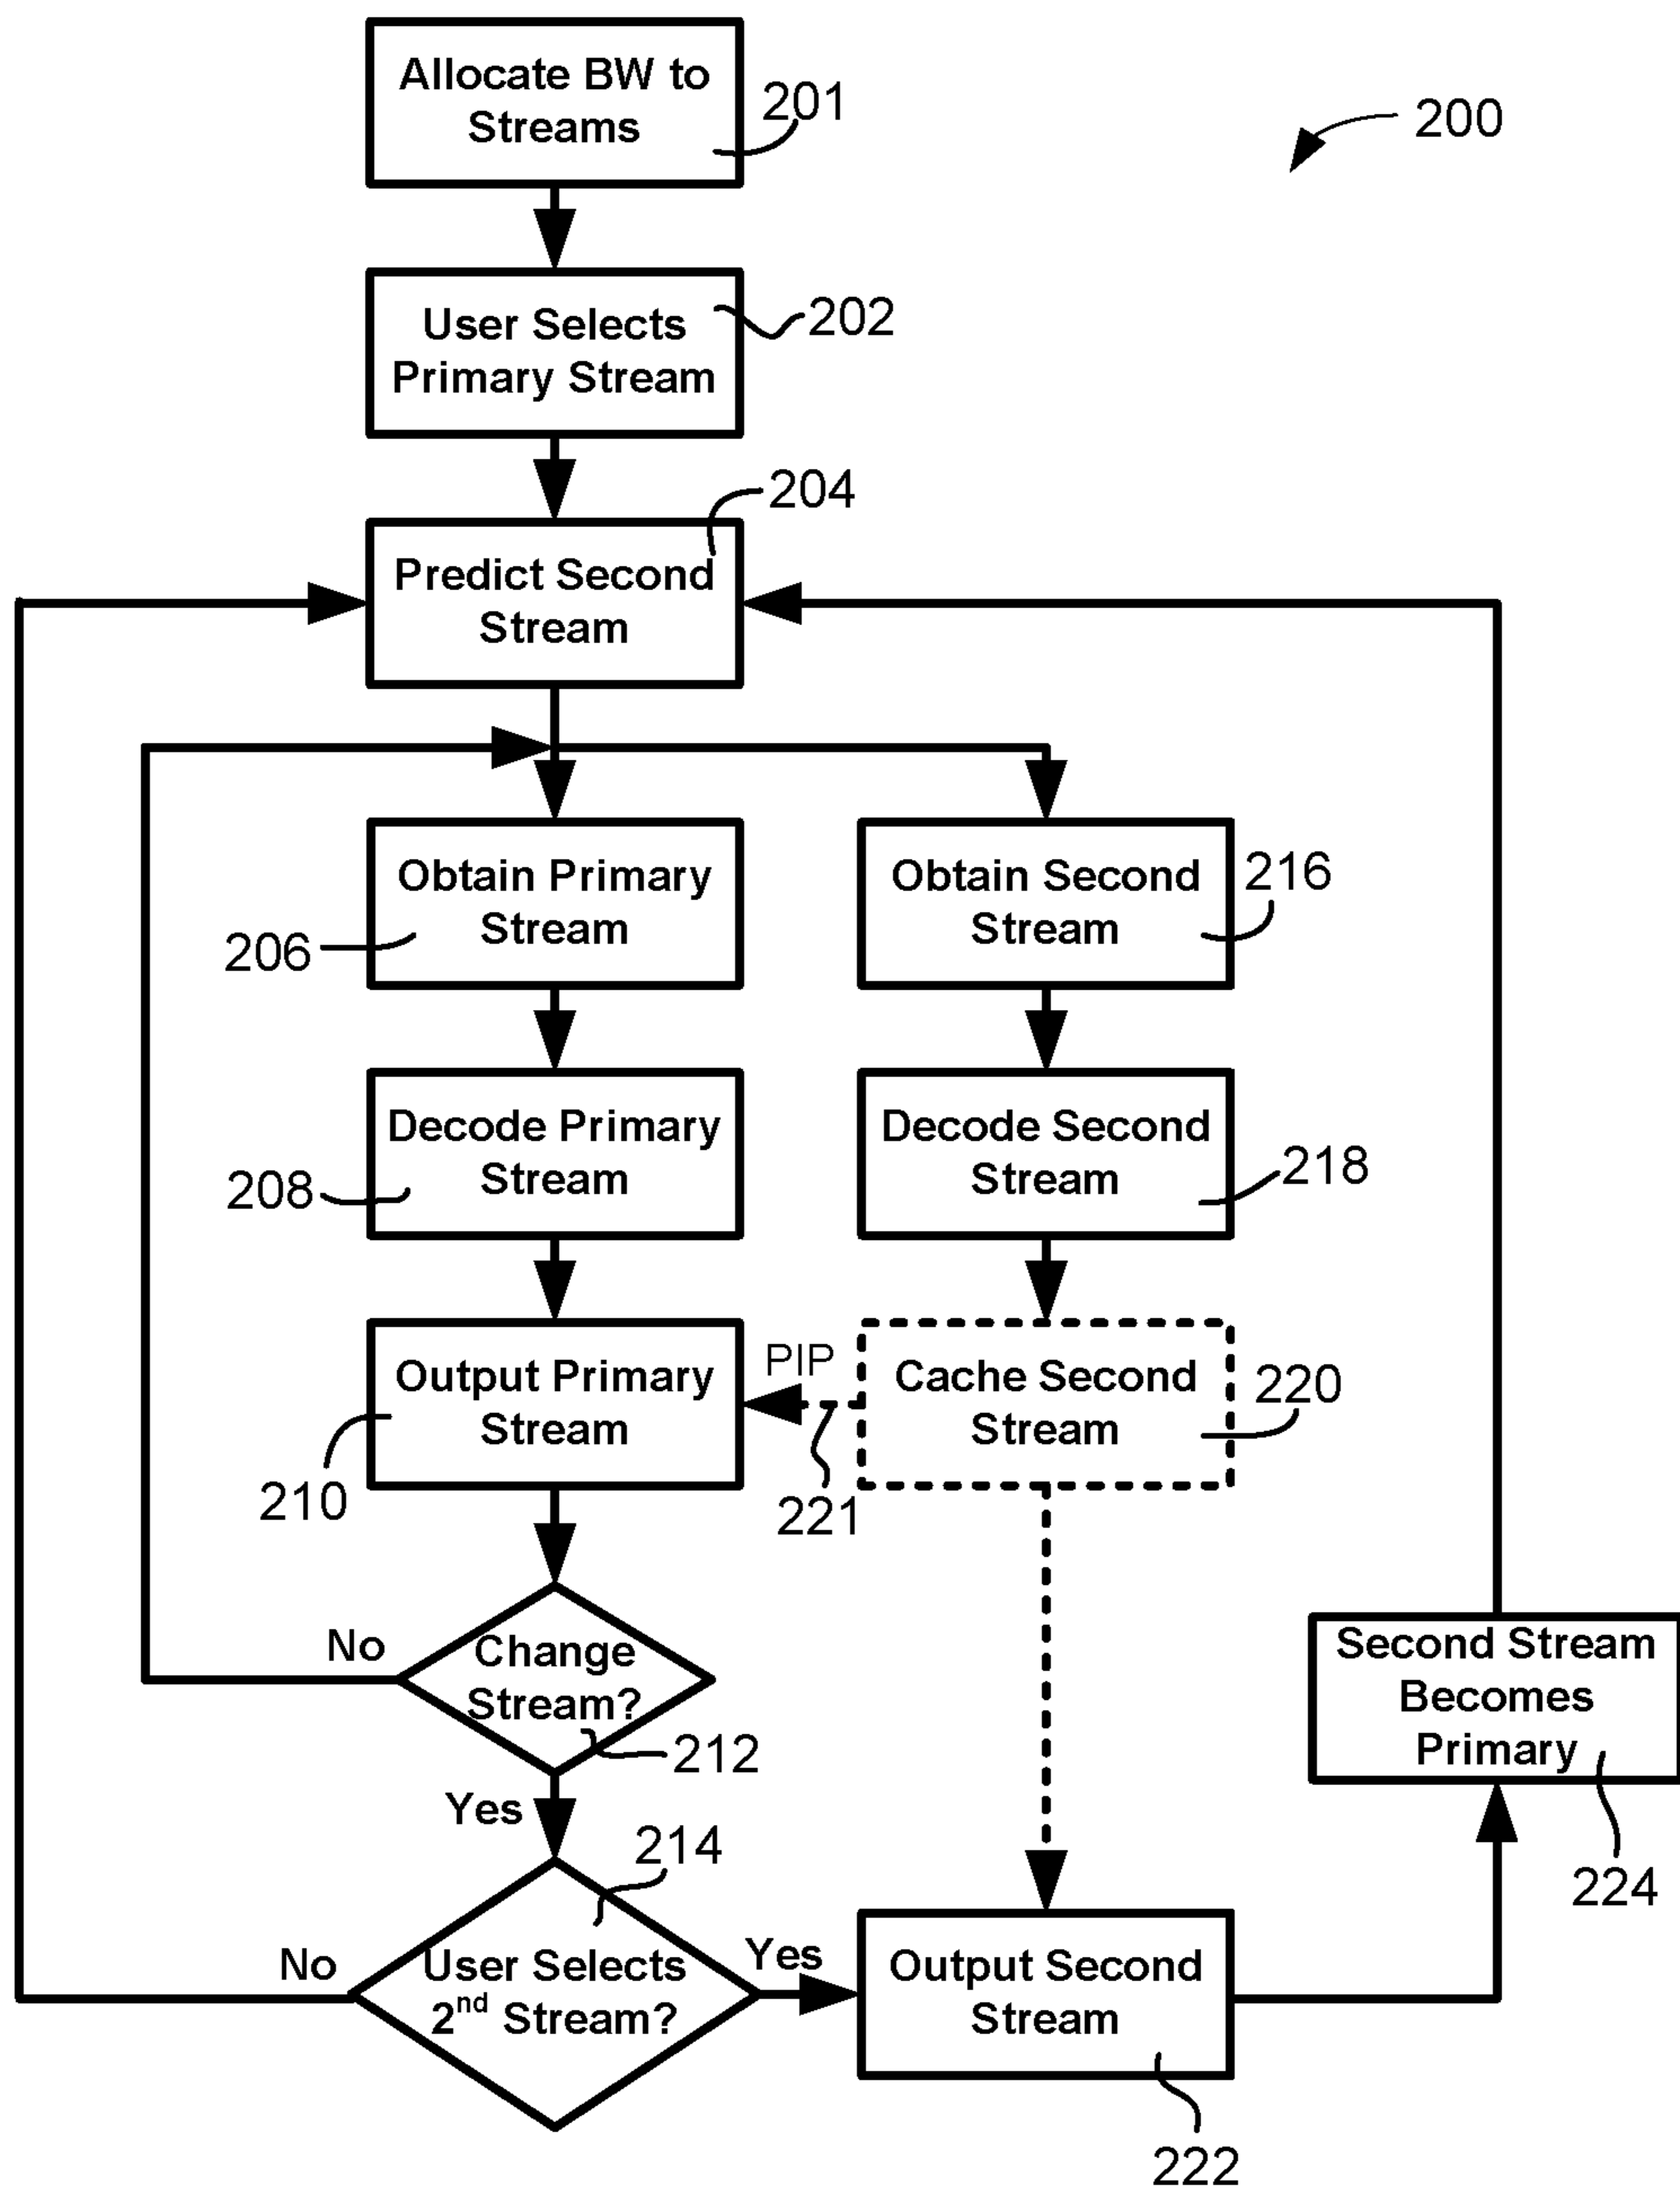 Allocate BW to
Streams
201
200
User Selects
Primary Stream
202
204
Predict Second
Stream
Obtain Primary
Stream
206
Obtain Second
Stream
216
Decode Primary
Stream
208
Decode Second
Stream
218
Output Primary
Stream
210
PIP
221
Cache Second
Stream
220
No
Change
Stream?
212
Yes
Second Stream
Becomes
Primary
224
214
No
User Selects
2nd Stream?
Yes
Output Second
Stream
222